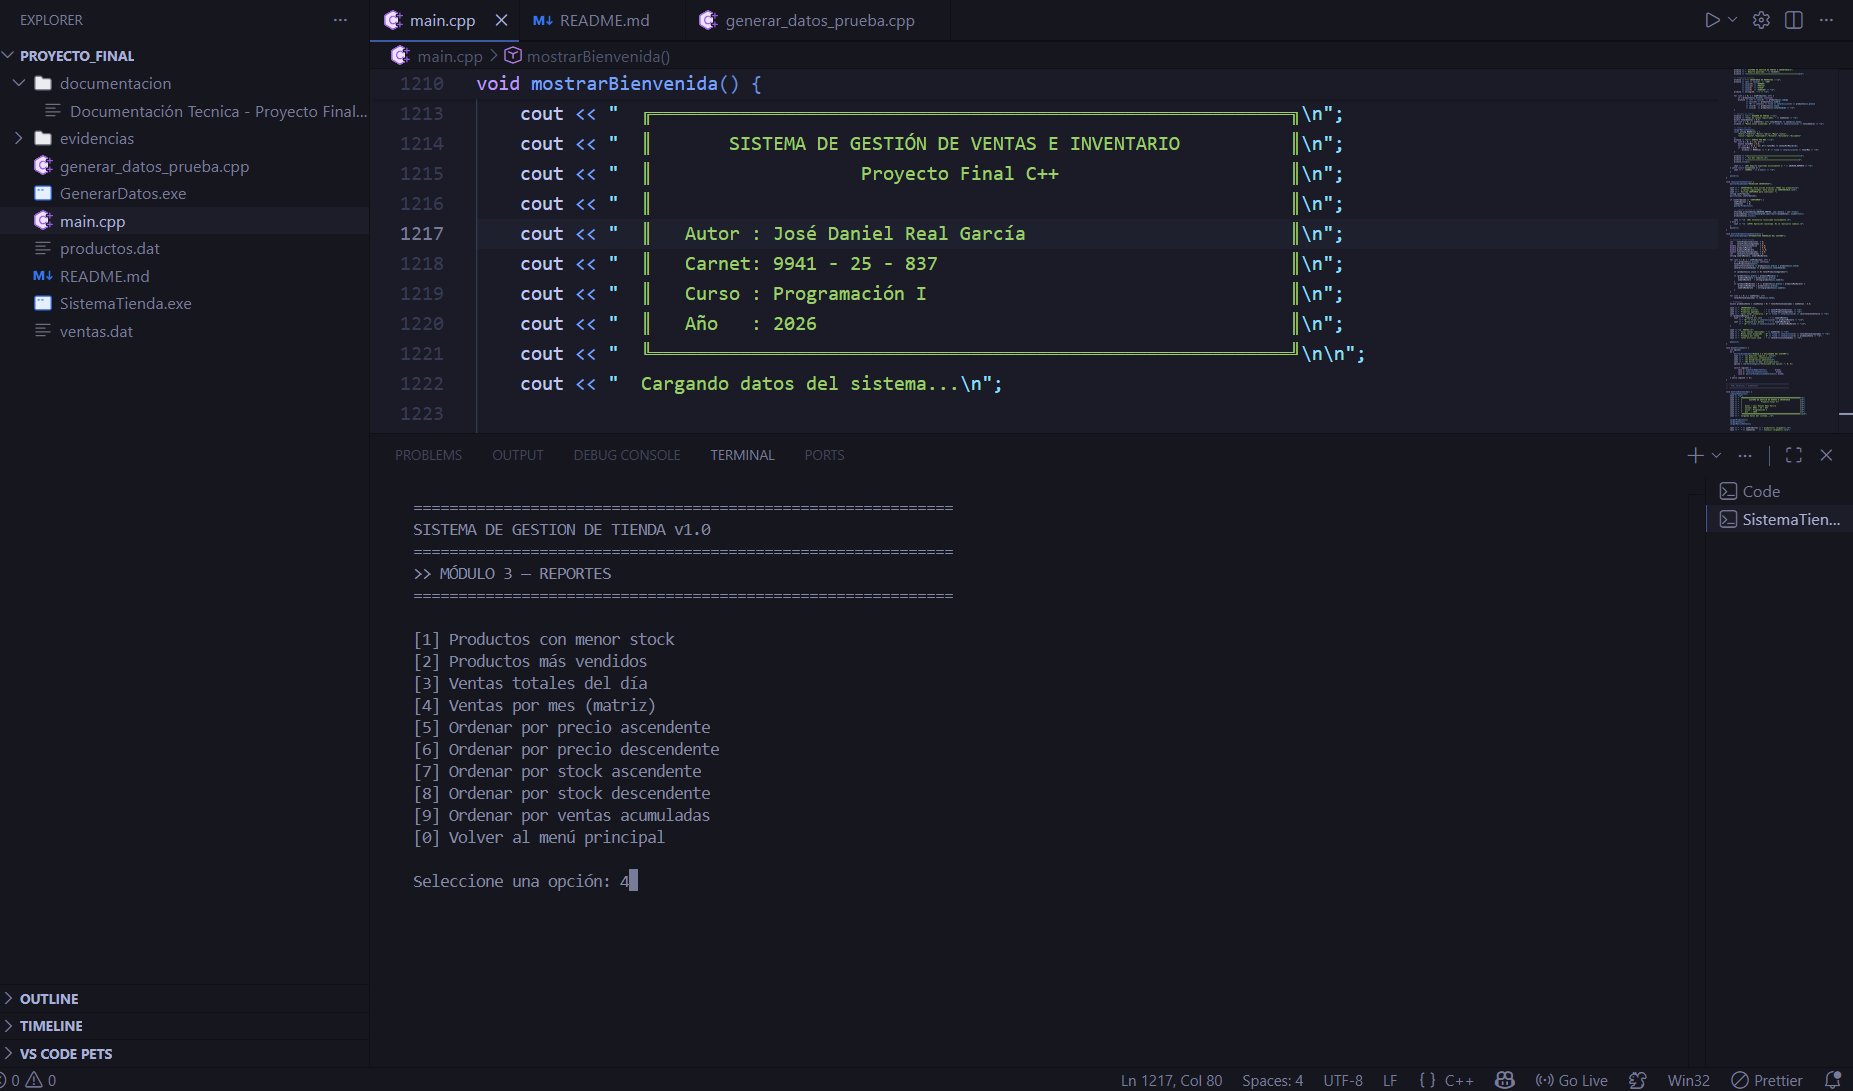 EXPLORER
PROYECTO_FINAL
documentacion
Documentación Tecnica - Proyecto Final...
evidencias
generar_datos_prueba.cpp
GenerarDatos.exe
main.cpp
productos.dat
README.md
SistemaTienda.exe
ventas.dat
OUTLINE
TIMELINE
VS CODE PETS
main.cpp
README.md
generar_datos_prueba.cpp
main.cpp > mostrarBienvenida()
1210 void mostrarBienvenida() {
1213 cout << " ╔══════════════════════════════════════════════════════════╗\n";
1214 cout << " ║ SISTEMA DE GESTIÓN DE VENTAS E INVENTARIO ║\n";
1215 cout << " ║ Proyecto Final C++ ║\n";
1216 cout << " ║ ║\n";
1217 cout << " ║ Autor : José Daniel Real García ║\n";
1218 cout << " ║ Carnet: 9941 - 25 - 837 ║\n";
1219 cout << " ║ Curso : Programación I ║\n";
1220 cout << " ║ Año : 2026 ║\n";
1221 cout << " ╚══════════════════════════════════════════════════════════╝\n\n";
1222 cout << " Cargando datos del sistema...\n";
1223
PROBLEMS OUTPUT DEBUG CONSOLE TERMINAL PORTS
============================================================
SISTEMA DE GESTION DE TIENDA v1.0
============================================================
>> MÓDULO 3 — REPORTES
============================================================
[1] Productos con menor stock
[2] Productos más vendidos
[3] Ventas totales del día
[4] Ventas por mes (matriz)
[5] Ordenar por precio ascendente
[6] Ordenar por precio descendente
[7] Ordenar por stock ascendente
[8] Ordenar por stock descendente
[9] Ordenar por ventas acumuladas
[0] Volver al menú principal
Seleccione una opción: 4
Code
SistemaTien...
0 0 Ln 1217, Col 80 Spaces: 4 UTF-8 LF { } C++ Go Live Win32 Prettier